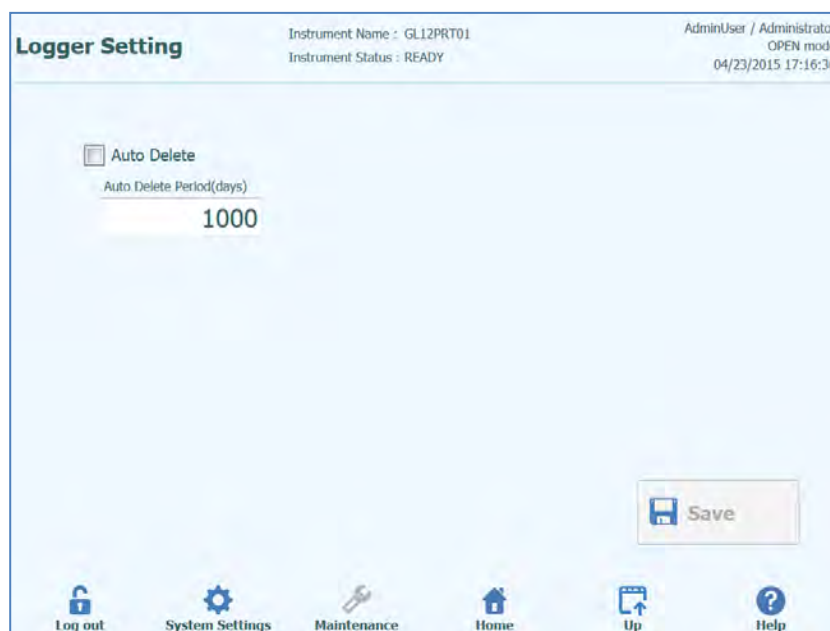 Logger Setting
Instrument Name : GL12PRT01
Instrument Status : READY
AdminUser / Administrato
OPEN mod
04/23/2015 17:16:3
Auto Delete
Auto Delete Period(days)
1000
Save
Log out
System Settings
Maintenance
Home
Up
Help